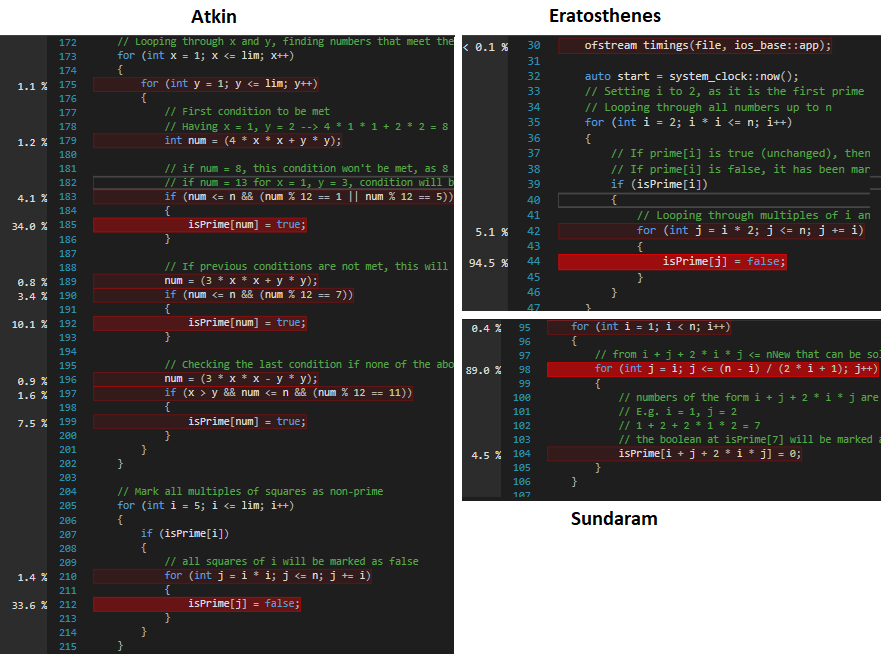 Atkin
172 // Looping through x and y, finding numbers that meet the
173 for (int x = 1; x <= lim; x++)
174 {
1.1 % 175 for (int y = 1; y <= lim; y++)
176 {
177 // First condition to be met
178 // Having x = 1, y = 2 --> 4 * 1 * 1 + 2 * 2 = 8
1.2 % 179 int num = (4 * x * x + y * y);
180
181 // if num = 8, this condition won't be met, as 8
182 // if num = 13 for x = 1, y = 3, condition will b
4.1 % 183 if (num <= n && (num % 12 == 1 || num % 12 == 5))
184 {
34.0 % 185 isPrime[num] = true;
186 }
187
188 // If previous conditions are not met, this will
0.8 % 189 num = (3 * x * x + y * y);
3.4 % 190 if (num <= n && (num % 12 == 7))
191 {
10.1 % 192 isPrime[num] = true;
193 }
194
195 // Checking the last condition if none of the abo
0.9 % 196 num = (3 * x * x - y * y);
1.6 % 197 if (x > y && num <= n && (num % 12 == 11))
198 {
7.5 % 199 isPrime[num] = true;
200 }
201 }
202 }
203
204 // Mark all multiples of squares as non-prime
205 for (int i = 5; i <= lim; i++)
206 {
207 if (isPrime[i])
208 {
209 // all squares of i will be marked as false
1.4 % 210 for (int j = i * i; j <= n; j += i)
211 {
33.6 % 212 isPrime[j] = false;
213 }
214 }
215 }
Eratosthenes
< 0.1 % 30 ofstream timings(file, ios_base::app);
31
32 auto start = system_clock::now();
33 // Setting i to 2, as it is the first prime
34 // Looping through all numbers up to n
35 for (int i = 2; i * i <= n; i++)
36 {
37 // If prime[i] is true (unchanged), then
38 // If prime[i] is false, it has been mar
39 if (isPrime[i])
40 {
41 // Looping through multiples of i an
5.1 % 42 for (int j = i * 2; j <= n; j += i)
43 {
94.5 % 44 isPrime[j] = false;
45 }
46 }
47 }
0.4 % 95 for (int i = 1; i < n; i++)
96 {
97 // from i + j + 2 * i * j <= nNew that can be sol
89.0 % 98 for (int j = i; j <= (n - i) / (2 * i + 1); j++)
99 {
100 // numbers of the form i + j + 2 * i * j are
101 // E.g. i = 1, j = 2
102 // 1 + 2 + 2 * 1 * 2 = 7
103 // the boolean at isPrime[7] will be marked a
4.5 % 104 isPrime[i + j + 2 * i * j] = 0;
105 }
106 }
107
Sundaram